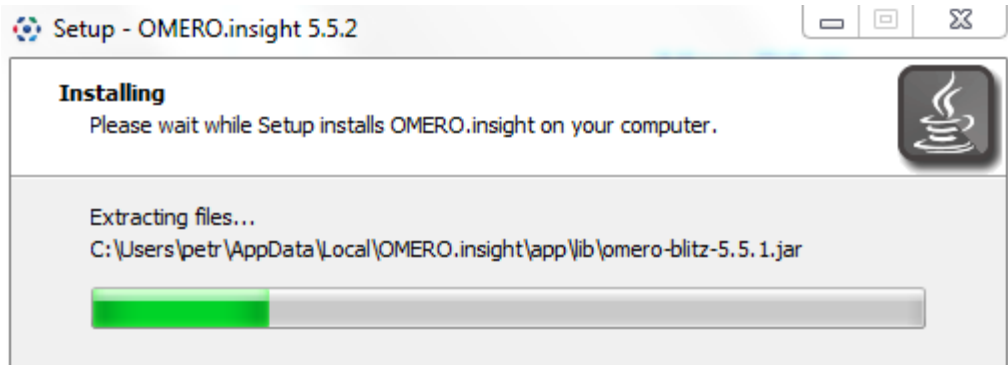 Setup - OMERO.insight 5.5.2
Installing
Please wait while Setup installs OMERO.insight on your computer.
Extracting files...
C:\Users\petr\AppData\Local\OMERO.insight\app\lib\omero-blitz-5.5.1.jar